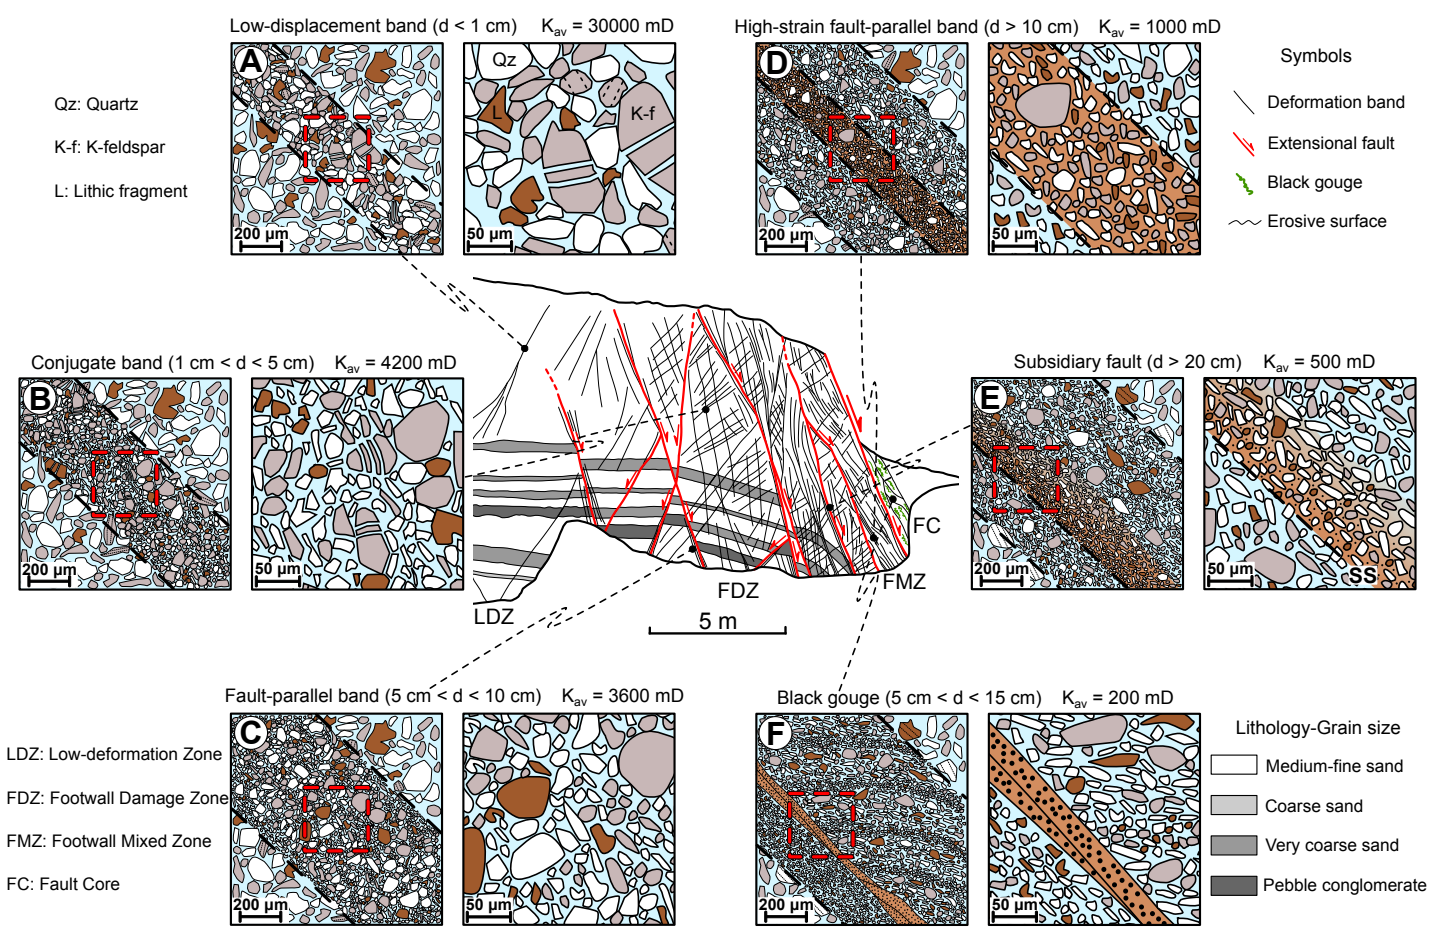 Low-displacement band (d < 1 cm) Kav = 30000 mD
High-strain fault-parallel band (d > 10 cm) Kav = 1000 mD
A
Qz
L
K-f
200 µm
50 µm
D
200 µm
50 µm
Symbols
Deformation band
Extensional fault
Black gouge
Erosive surface
Qz: Quartz
K-f: K-feldspar
L: Lithic fragment
Conjugate band (1 cm < d < 5 cm) Kav = 4200 mD
Subsidiary fault (d > 20 cm) Kav = 500 mD
B
200 µm
50 µm
E
200 µm
50 µm
SS
FC
FMZ
FDZ
LDZ
5 m
Fault-parallel band (5 cm < d < 10 cm) Kav = 3600 mD
Black gouge (5 cm < d < 15 cm) Kav = 200 mD
C
200 µm
50 µm
F
200 µm
50 µm
LDZ: Low-deformation Zone
FDZ: Footwall Damage Zone
FMZ: Footwall Mixed Zone
FC: Fault Core
Lithology-Grain size
Medium-fine sand
Coarse sand
Very coarse sand
Pebble conglomerate